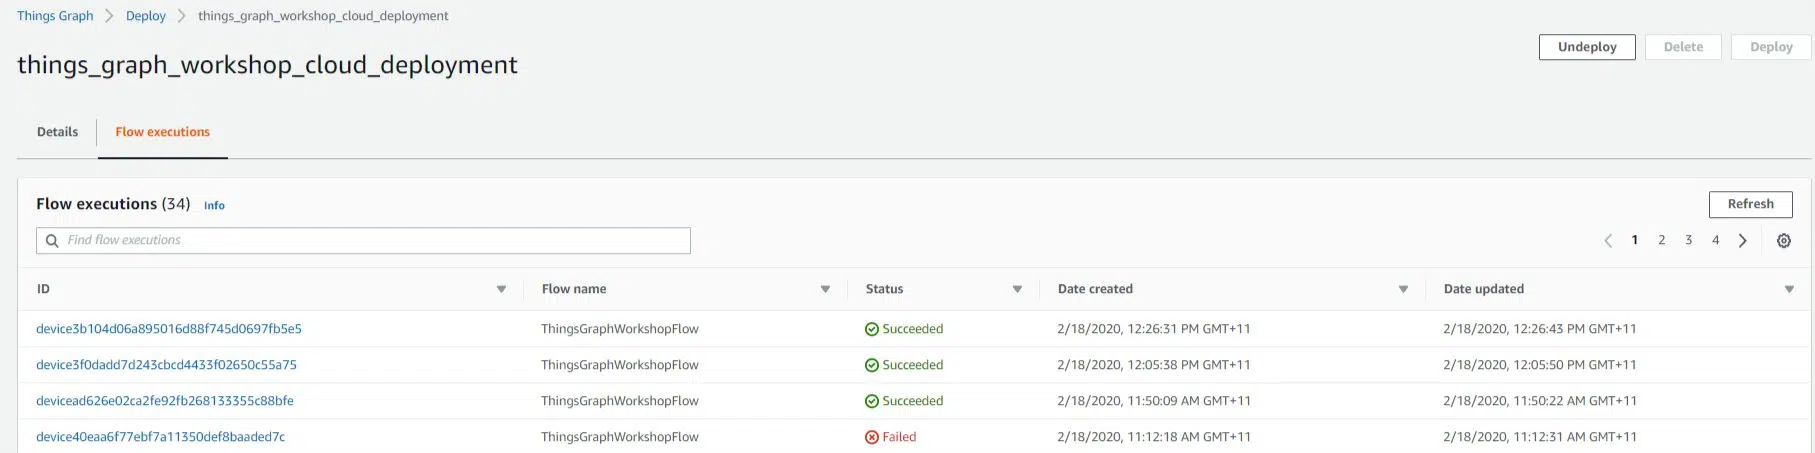 Things Graph > Deploy > things_graph_workshop_cloud_deployment
things_graph_workshop_cloud_deployment
Undeploy Delete Deploy
Details Flow executions
Flow executions (34) Info
Refresh
Find flow executions
1 2 3 4
ID Flow name Status Date created Date updated
device3b104d06a895016d88f745d0697fb5e5 ThingsGraphWorkshopFlow Succeeded 2/18/2020, 12:26:31 PM GMT+11 2/18/2020, 12:26:43 PM GMT+11
device3f0dadd7d243cbcd4433f02650c55a75 ThingsGraphWorkshopFlow Succeeded 2/18/2020, 12:05:38 PM GMT+11 2/18/2020, 12:05:50 PM GMT+11
devicead626e02ca2fe92fb268133355c88bfe ThingsGraphWorkshopFlow Succeeded 2/18/2020, 11:50:09 AM GMT+11 2/18/2020, 11:50:22 AM GMT+11
device40eaa6f77ebf7a11350def8baaded7c ThingsGraphWorkshopFlow Failed 2/18/2020, 11:12:18 AM GMT+11 2/18/2020, 11:12:31 AM GMT+11